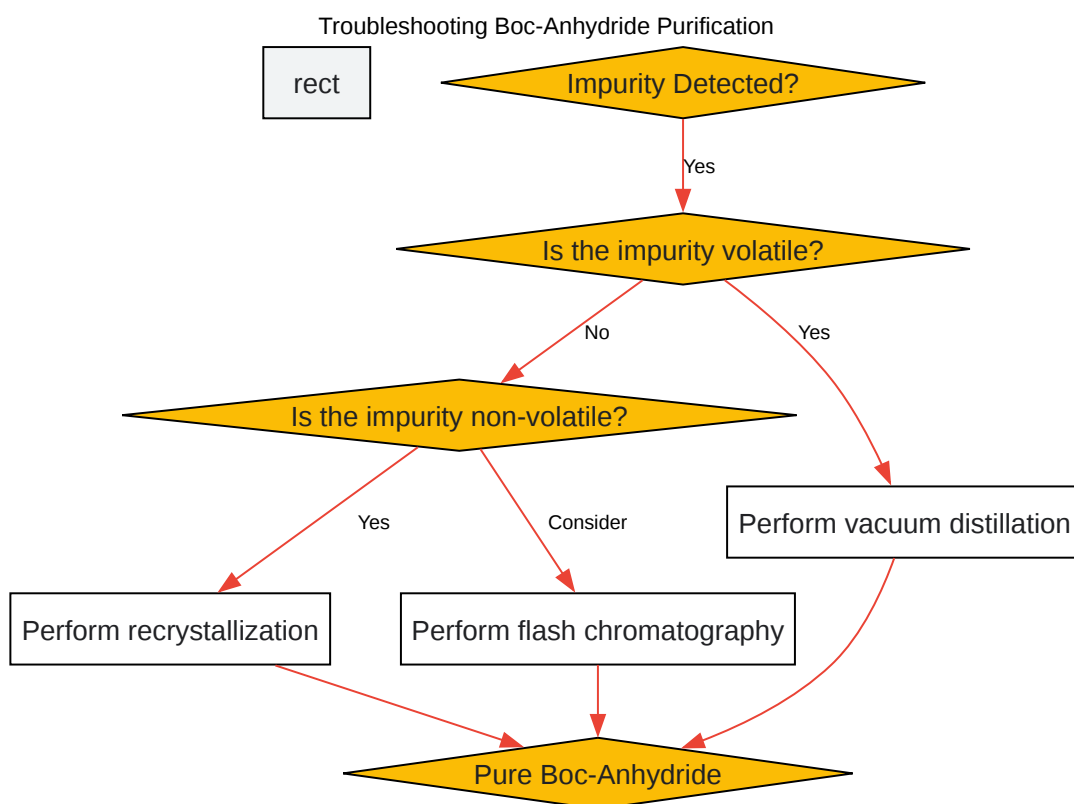 Troubleshooting Boc-Anhydride Purification
rect
Impurity Detected?
Yes
Is the impurity volatile?
No
Yes
Is the impurity non-volatile?
Yes
Consider
Perform vacuum distillation
Perform recrystallization
Perform flash chromatography
Pure Boc-Anhydride